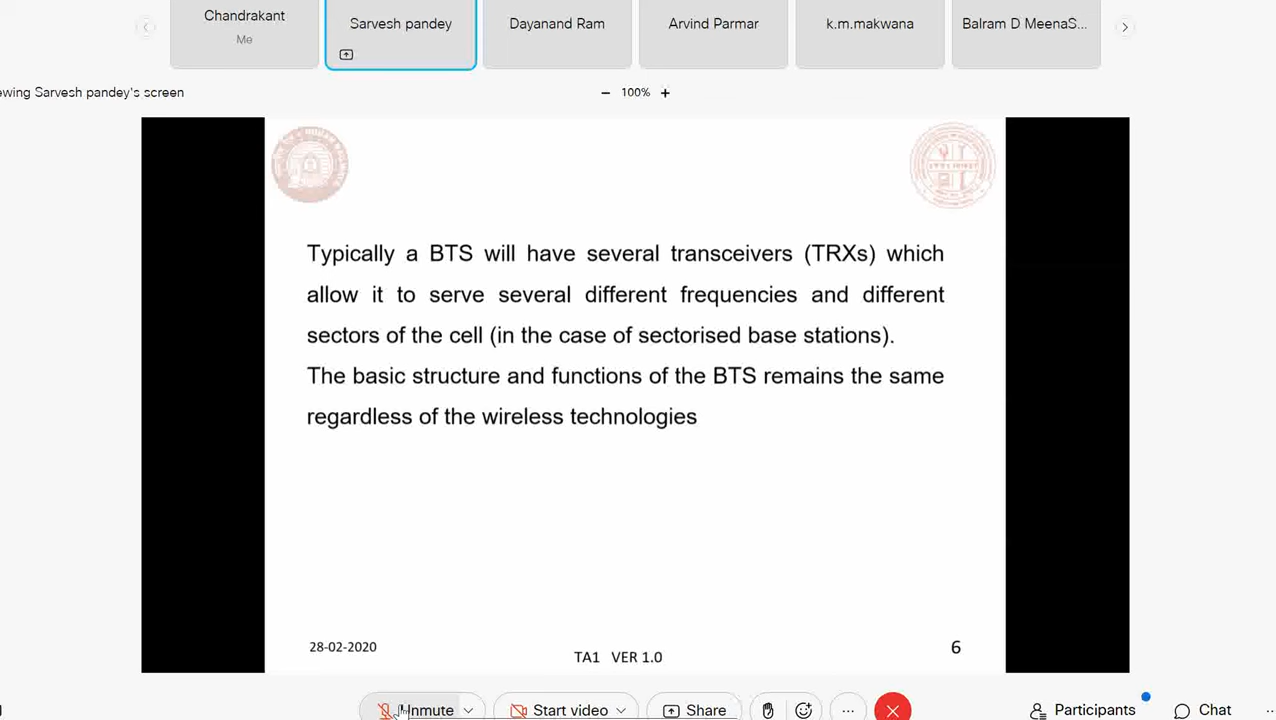 Chandrakant
Me
Sarvesh pandey
Dayanand Ram
Arvind Parmar
k.m.makwana
Balram D MeenaS...
ewing Sarvesh pandey's screen
− 100% +
Typically a BTS will have several transceivers (TRXs) which
allow it to serve several different frequencies and different
sectors of the cell (in the case of sectorised base stations).
The basic structure and functions of the BTS remains the same
regardless of the wireless technologies
28-02-2020
TA1 VER 1.0
6
Unmute
Start video
Share
...
Participants
Chat